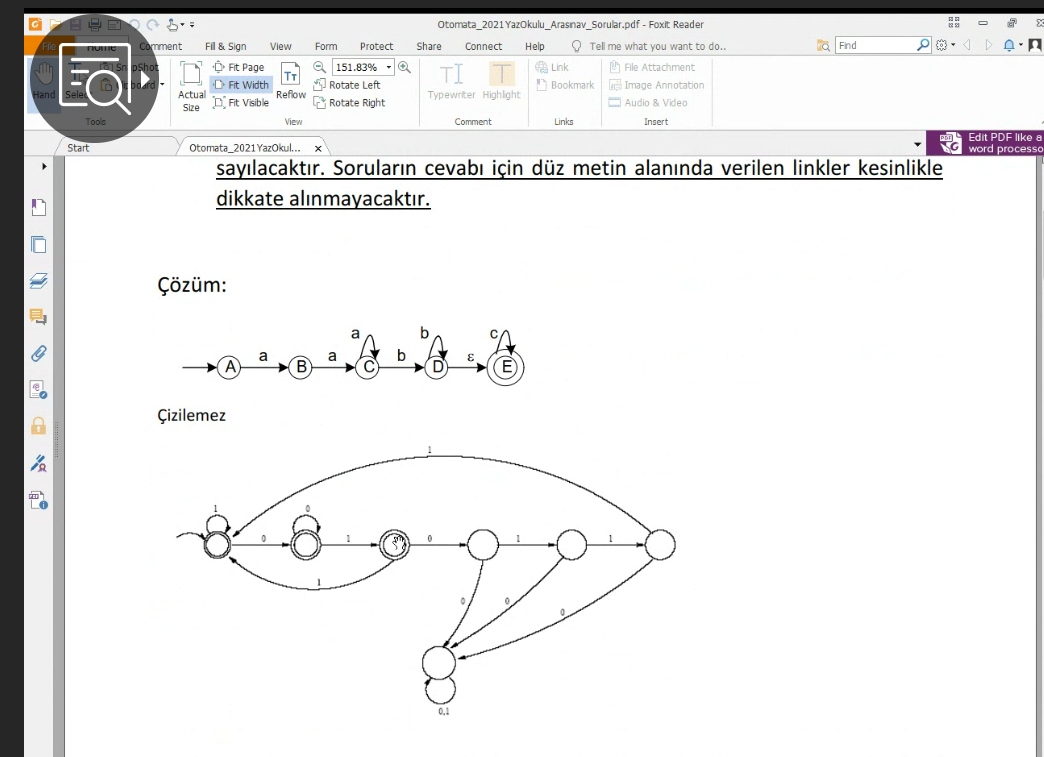 Otomata_2021YazOkulu_Arasınav_Sorular.pdf - Foxit Reader
File Home Comment Fill & Sign View Form Protect Share Connect Help Tell me what you want to do.. Find
Hand
Tools
Actual Size
Fit Page
Fit Width
Fit Visible
Reflow
151.83%
Rotate Left
Rotate Right
View
Typewriter Highlight
Comment
Link
Bookmark
Links
File Attachment
Image Annotation
Audio & Video
Insert
Start Otomata_2021YazOkul... x
Edit PDF like a
word processo
sayılacaktır. Soruların cevabı için düz metin alanında verilen linkler kesinlikle
dikkate alınmayacaktır.
Çözüm:
a b c
a a b ε
A B C D E
Çizilemez
1
1 0
0 1 0 1 1
1
0 0 0
0,1